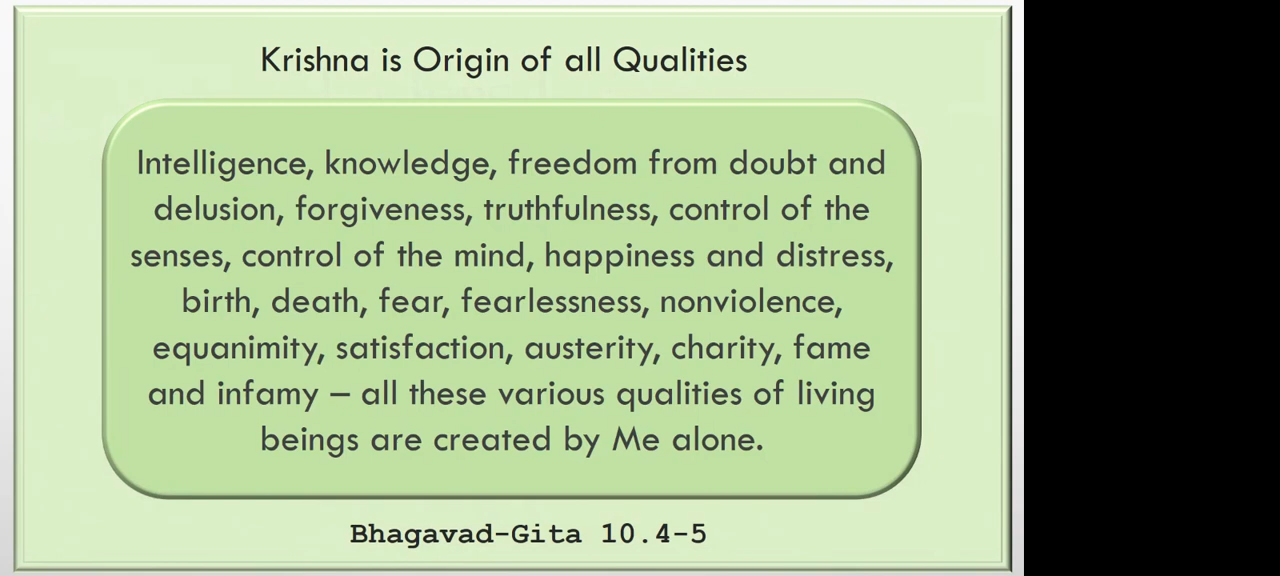 Krishna is Origin of all Qualities
Intelligence, knowledge, freedom from doubt and
delusion, forgiveness, truthfulness, control of the
senses, control of the mind, happiness and distress,
birth, death, fear, fearlessness, nonviolence,
equanimity, satisfaction, austerity, charity, fame
and infamy – all these various qualities of living
beings are created by Me alone.
Bhagavad-Gita 10.4-5